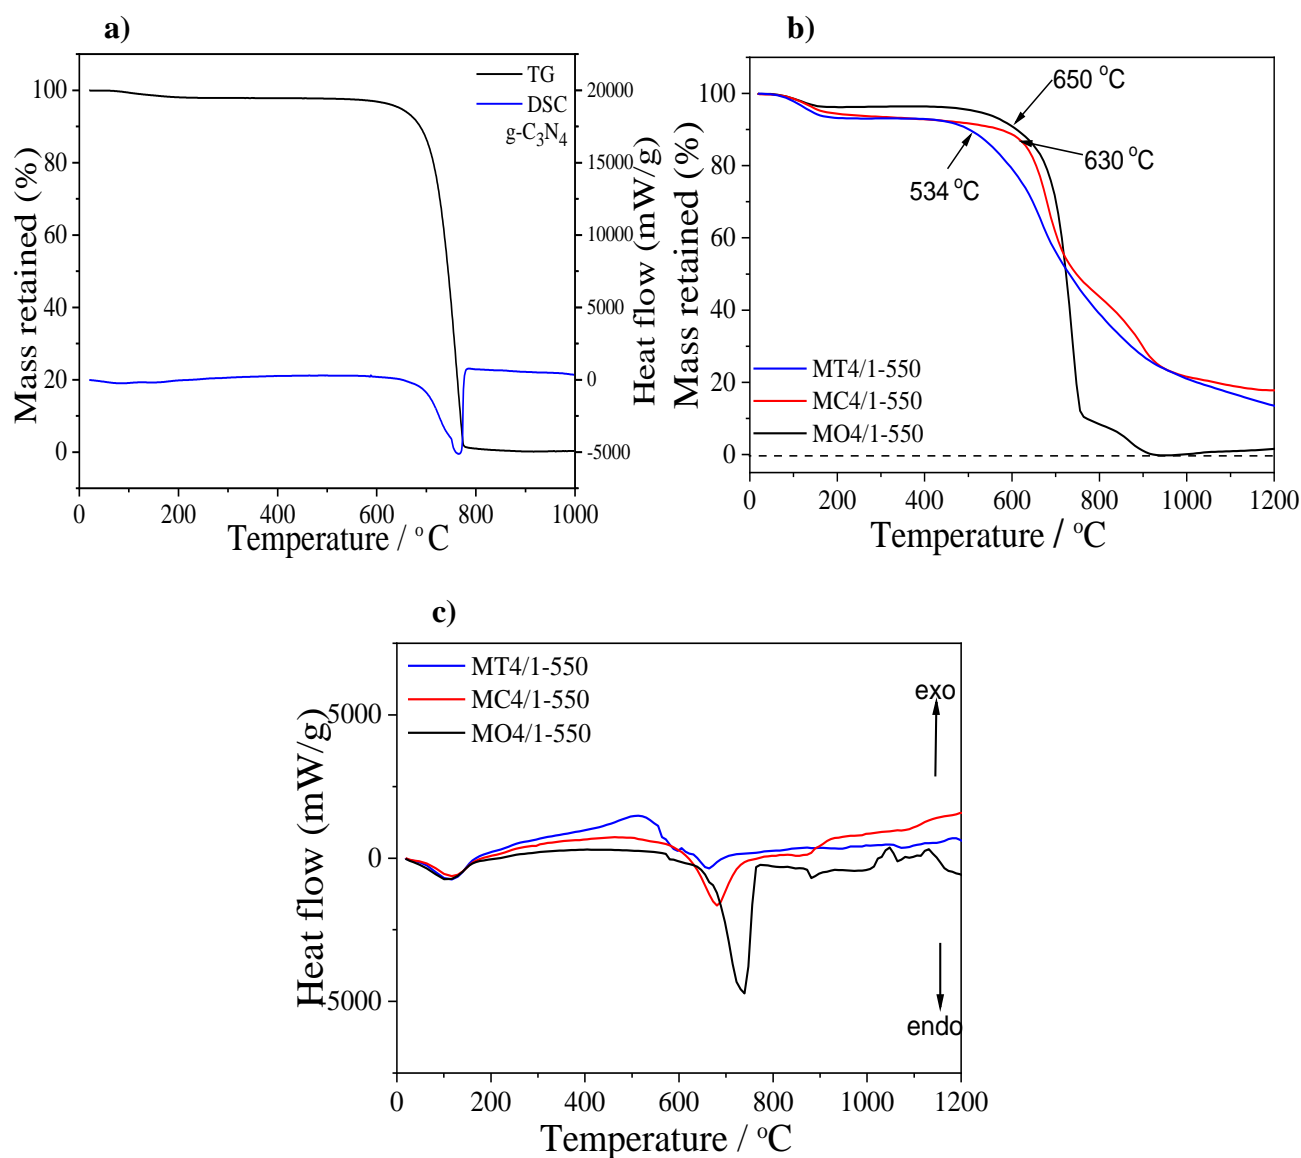 a)
TG
DSC
g-C₃N₄
100
80
60
40
20
0
Mass retained (%)
20000
15000
10000
5000
0
-5000
Heat flow (mW/g)
0 200 400 600 800 1000
Temperature / °C
b)
650 °C
630 °C
534 °C
MT4/1-550
MC4/1-550
MO4/1-550
100
80
60
40
20
0
Mass retained (%)
0 200 400 600 800 1000 1200
Temperature / °C
c)
MT4/1-550
MC4/1-550
MO4/1-550
exo
endo
5000
0
-5000
Heat flow (mW/g)
0 200 400 600 800 1000 1200
Temperature / °C